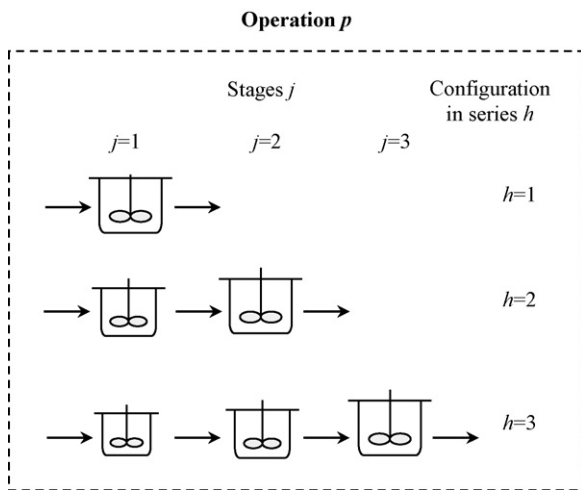 Operation p
Stages j
Configuration
in series h
j=1
j=2
j=3
h=1
h=2
h=3